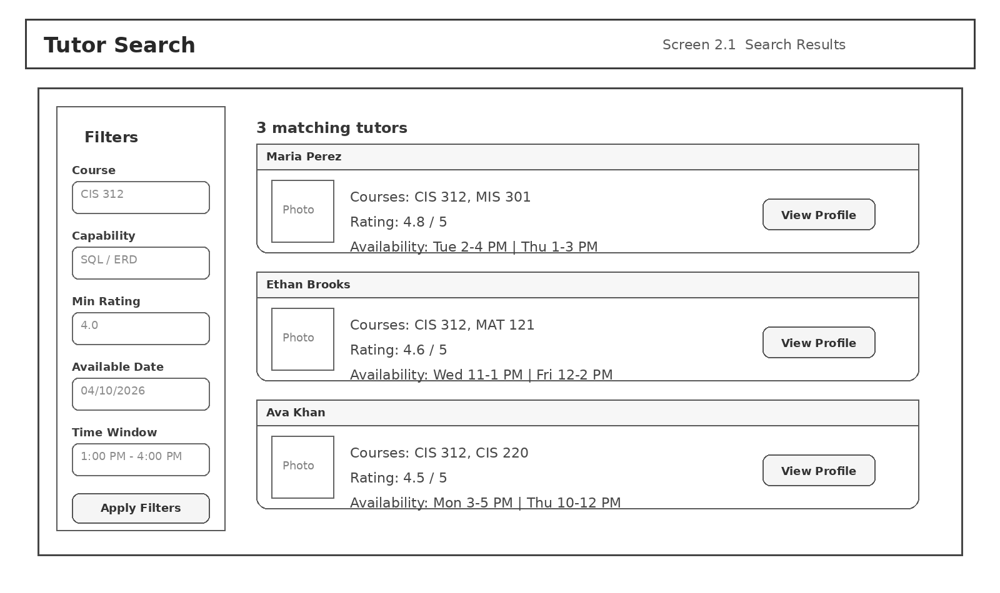 Tutor Search
Screen 2.1  Search Results
Filters
Course
CIS 312
Capability
SQL / ERD
Min Rating
4.0
Available Date
04/10/2026
Time Window
1:00 PM - 4:00 PM
Apply Filters
3 matching tutors
Maria Perez
Photo
Courses: CIS 312, MIS 301
Rating: 4.8 / 5
Availability: Tue 2-4 PM | Thu 1-3 PM
View Profile
Ethan Brooks
Photo
Courses: CIS 312, MAT 121
Rating: 4.6 / 5
Availability: Wed 11-1 PM | Fri 12-2 PM
View Profile
Ava Khan
Photo
Courses: CIS 312, CIS 220
Rating: 4.5 / 5
Availability: Mon 3-5 PM | Thu 10-12 PM
View Profile